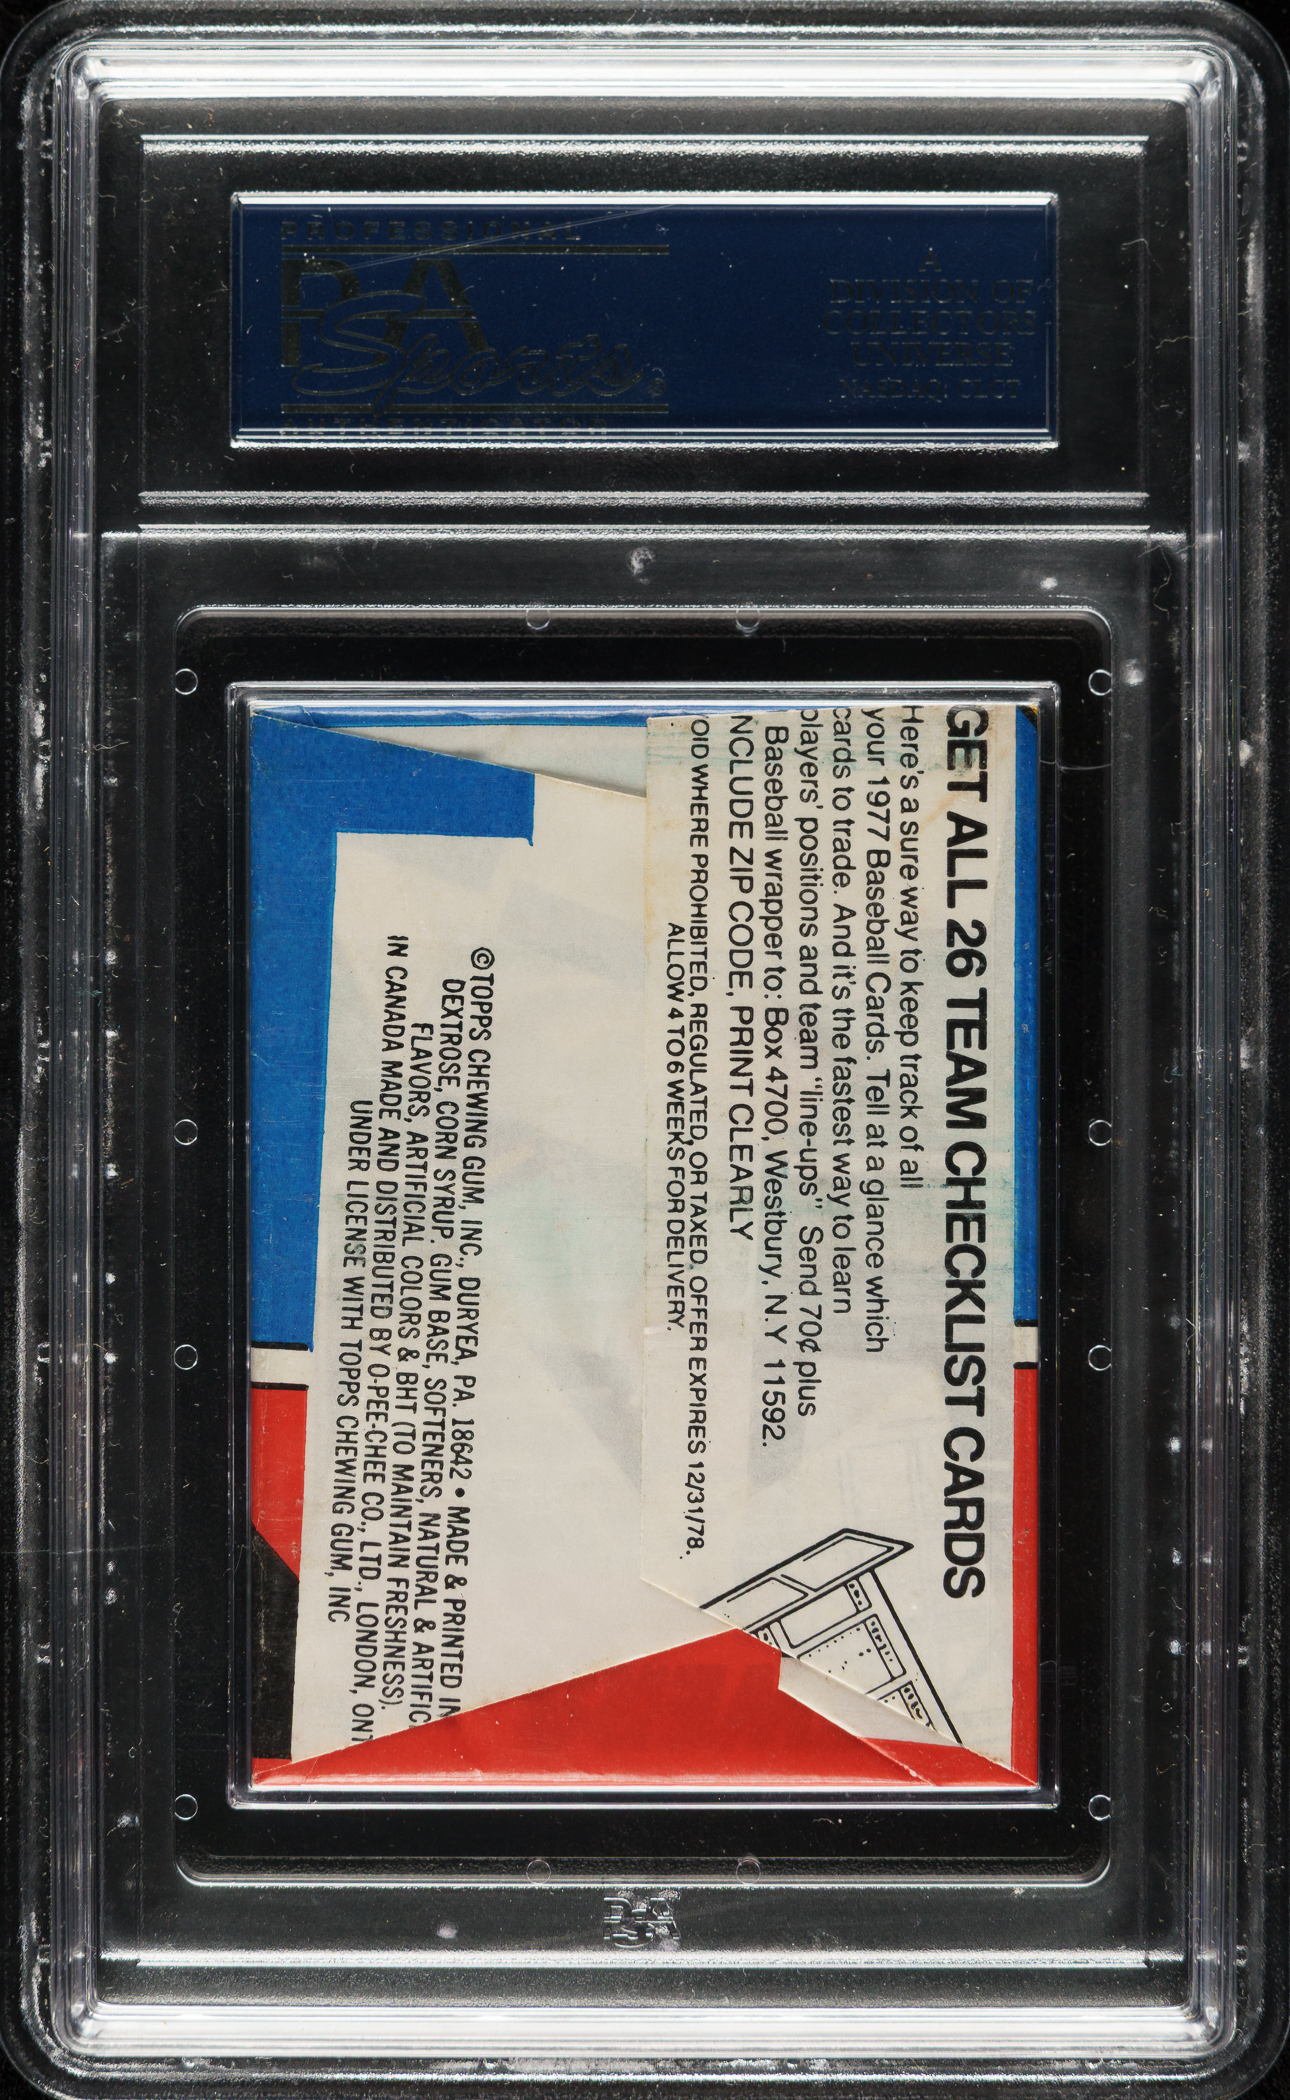 PROFESSIONAL
PSA
Sports
AUTHENTICATOR
A
DIVISION OF
COLLECTORS
UNIVERSE
NASDAQ: CLCT
GET ALL 26 TEAM CHECKLIST CARDS
Here's a sure way to keep track of all
your 1977 Baseball Cards. Tell at a glance which
cards to trade. And it's the fastest way to learn
players' positions and team "line-ups" Send 70¢ plus
Baseball wrapper to: Box 4700, Westbury, N.Y 11592.
NCLUDE ZIP CODE, PRINT CLEARLY
OID WHERE PROHIBITED, REGULATED, OR TAXED. OFFER EXPIRES 12/31/78.
ALLOW 4 TO 6 WEEKS FOR DELIVERY.
©TOPPS CHEWING GUM, INC., DURYEA, PA. 18642 • MADE & PRINTED IN
DEXTROSE, CORN SYRUP. GUM BASE, SOFTENERS, NATURAL & ARTIFIC
FLAVORS, ARTIFICIAL COLORS & BHT (TO MAINTAIN FRESHNESS).
IN CANADA MADE AND DISTRIBUTED BY O-PEE-CHEE CO., LTD., LONDON, ONT
UNDER LICENSE WITH TOPPS CHEWING GUM, INC
PSA